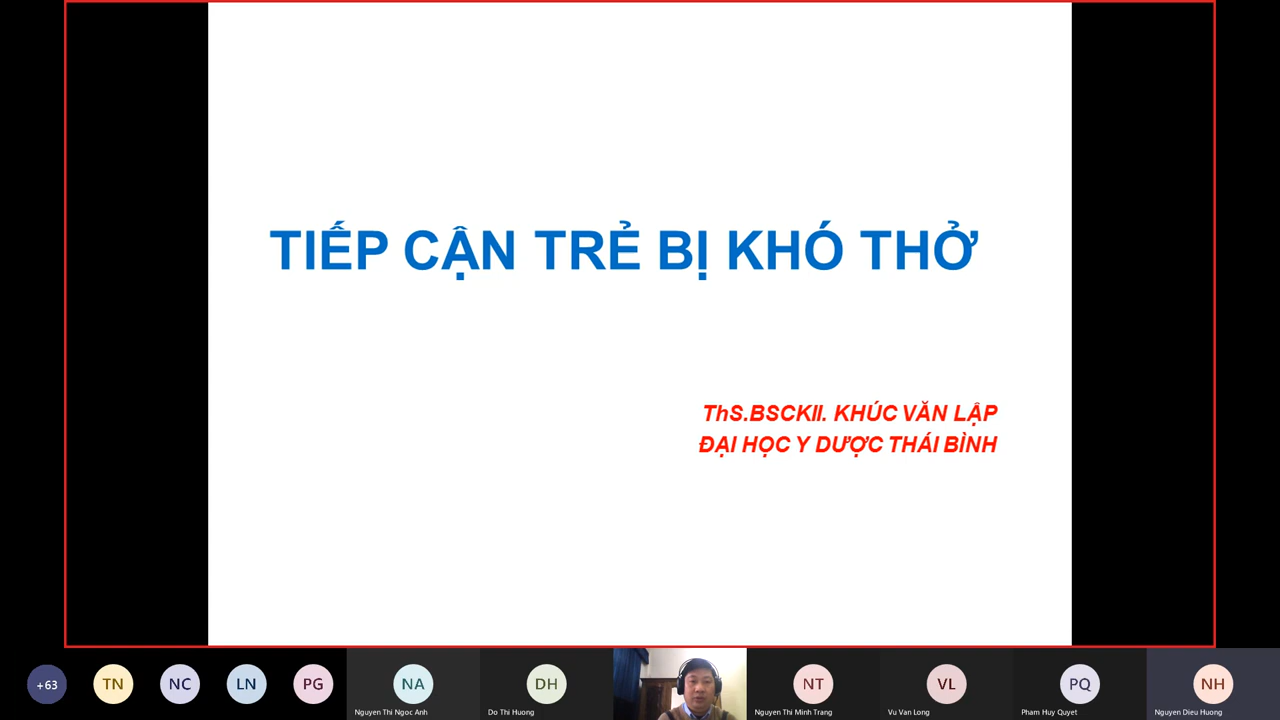 TIẾP CẬN TRẺ BỊ KHÓ THỞ
ThS.BSCKII. KHÚC VĂN LẬP
ĐẠI HỌC Y DƯỢC THÁI BÌNH
+63
TN
NC
LN
PG
NA
DH
NT
VL
PQ
NH
Nguyen Thi Ngoc Anh
Do Thi Huong
Nguyen Thi Minh Trang
Vu Van Long
Pham Huy Quyet
Nguyen Dieu Huong